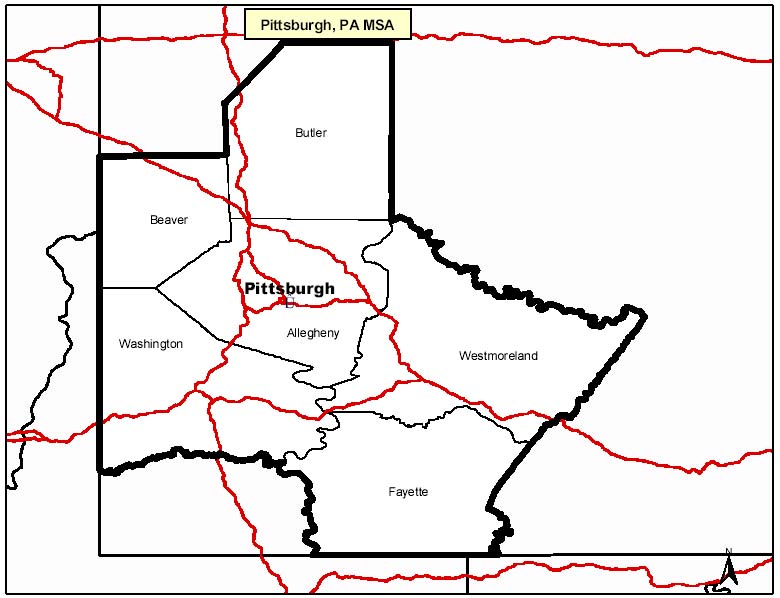 Pittsburgh, PA MSA
Butler
Beaver
Pittsburgh
Allegheny
Washington
Westmoreland
Fayette
N